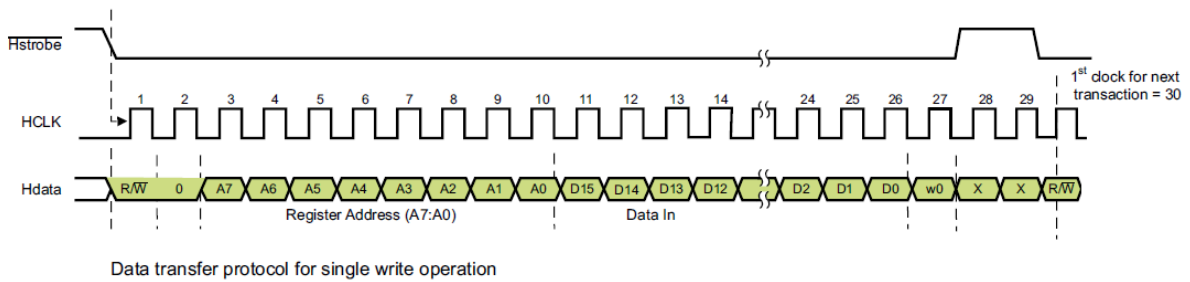 Hstrobe
1st clock for next
transaction = 30
1 2 3 4 5 6 7 8 9 10 11 12 13 14 24 25 26 27 28 29
HCLK
Hdata R/W 0 A7 A6 A5 A4 A3 A2 A1 A0 D15 D14 D13 D12 D2 D1 D0 w0 X X R/W
Register Address (A7:A0) Data In
Data transfer protocol for single write operation